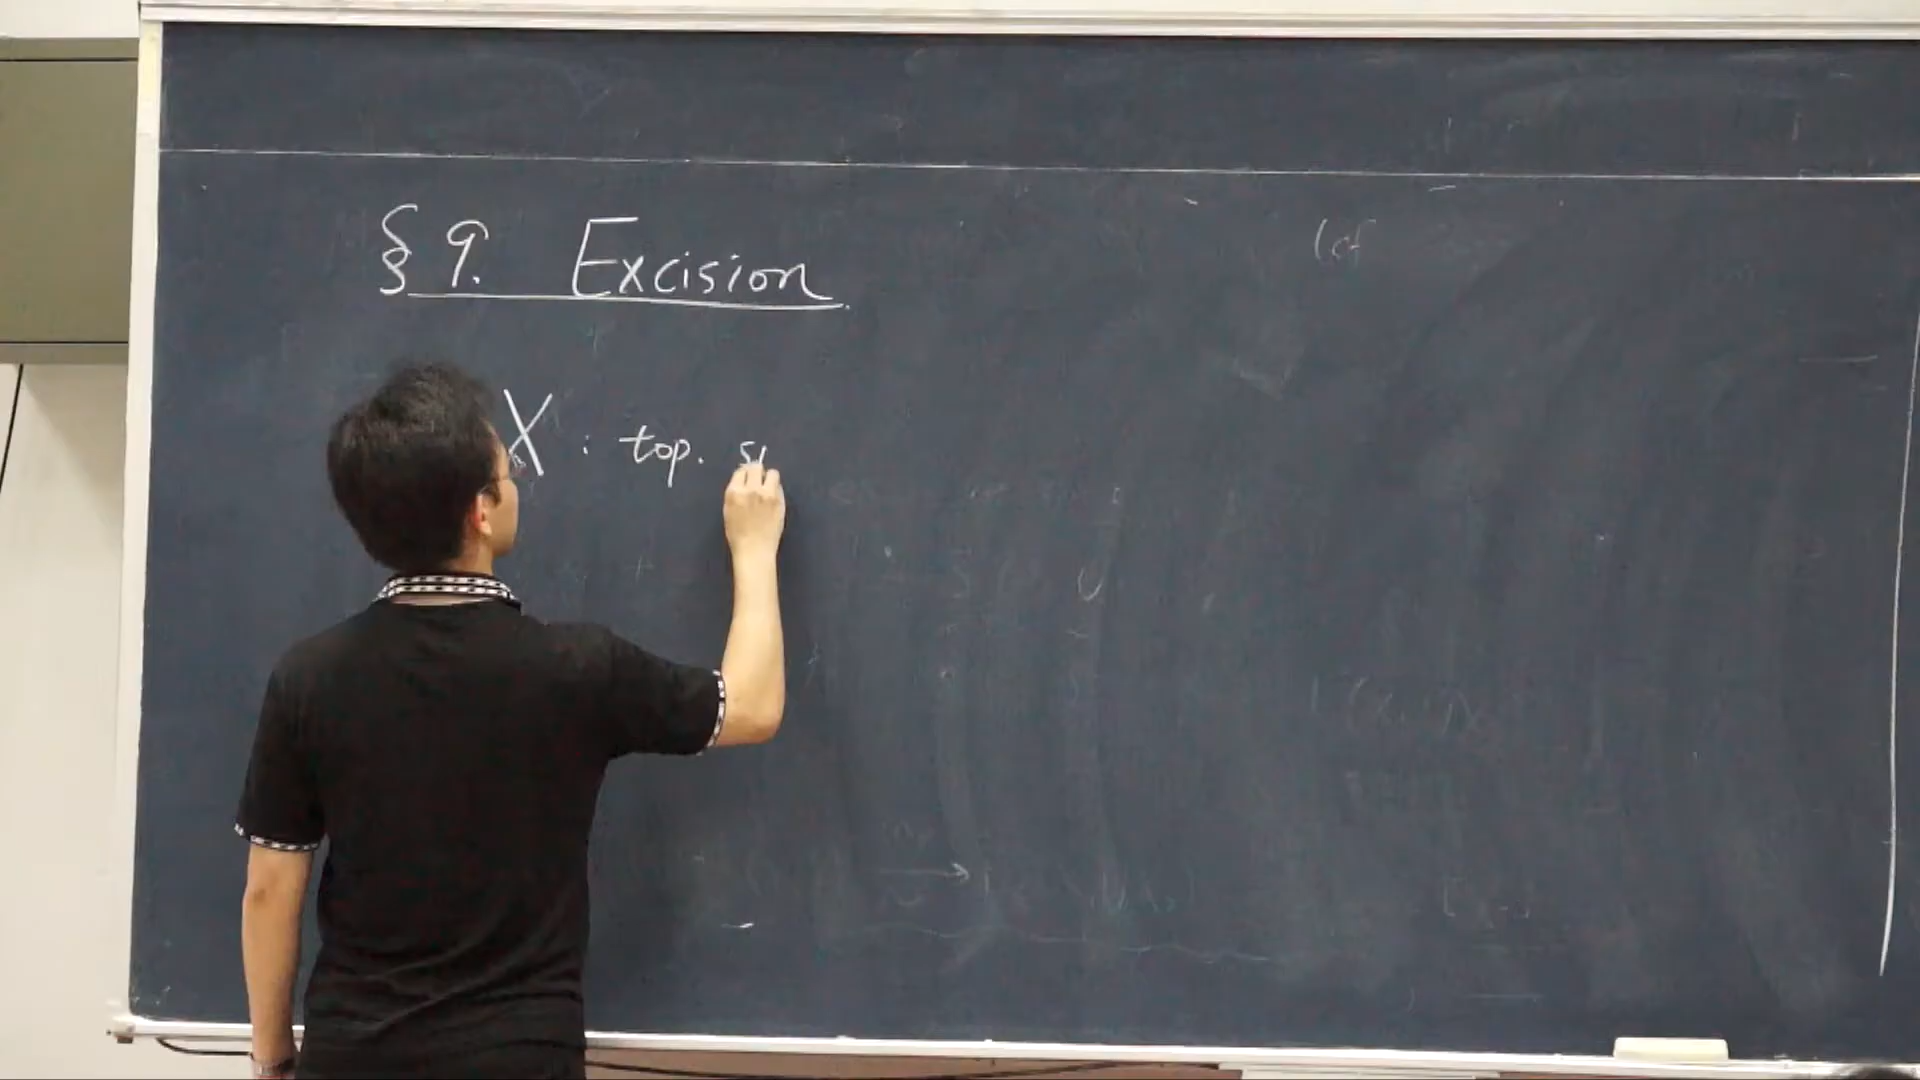 §9. Excision
X : top.